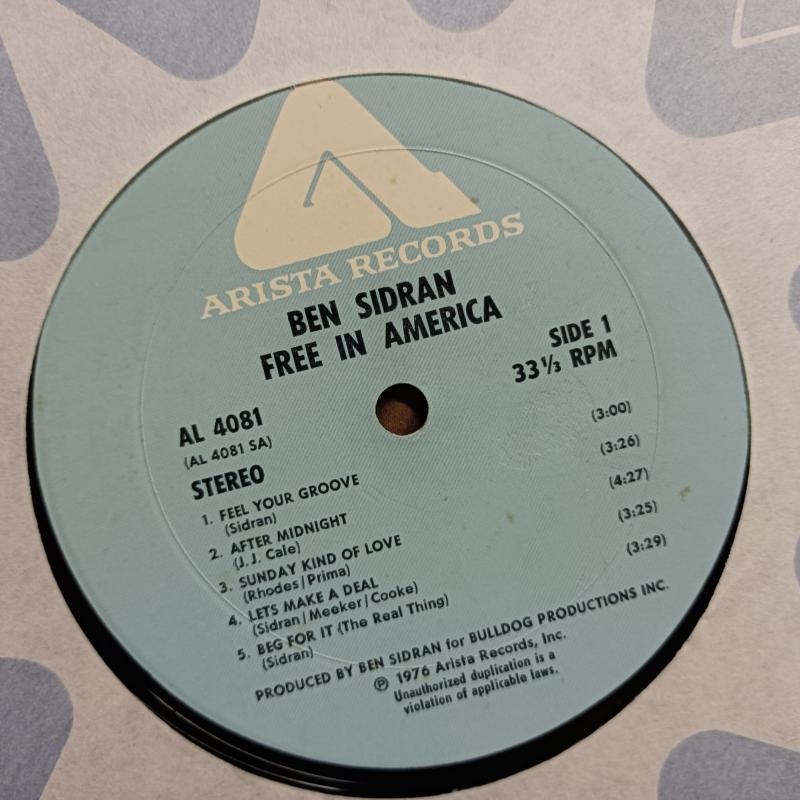 ARISTA RECORDS
BEN SIDRAN
FREE IN AMERICA
SIDE 1
33 1/3 RPM
AL 4081
(AL 4081 SA)
STEREO
1. FEEL YOUR GROOVE (3:00)
(Sidran)
2. AFTER MIDNIGHT (3:26)
(J.J. Cale)
3. SUNDAY KIND OF LOVE (4:27)
(Rhodes/Prima)
4. LETS MAKE A DEAL (3:25)
(Sidran/Meeker/Cooke)
5. BEG FOR IT (The Real Thing) (3:29)
(Sidran)
PRODUCED BY BEN SIDRAN for BULLDOG PRODUCTIONS INC.
℗ 1976 Arista Records, Inc.
Unauthorized duplication is a
violation of applicable laws.